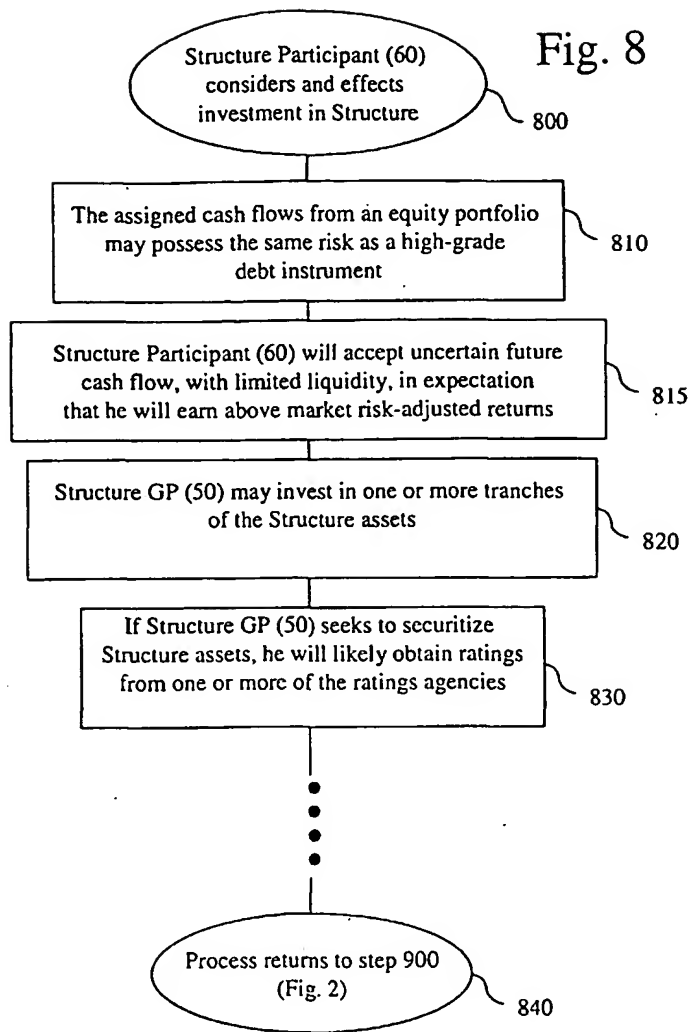 Fig. 8
Structure Participant (60)
considers and effects
investment in Structure
800
The assigned cash flows from an equity portfolio
may possess the same risk as a high-grade
debt instrument
810
Structure Participant (60) will accept uncertain future
cash flow, with limited liquidity, in expectation
that he will earn above market risk-adjusted returns
815
Structure GP (50) may invest in one or more tranches
of the Structure assets
820
If Structure GP (50) seeks to securitize
Structure assets, he will likely obtain ratings
from one or more of the ratings agencies
830
Process returns to step 900
(Fig. 2)
840